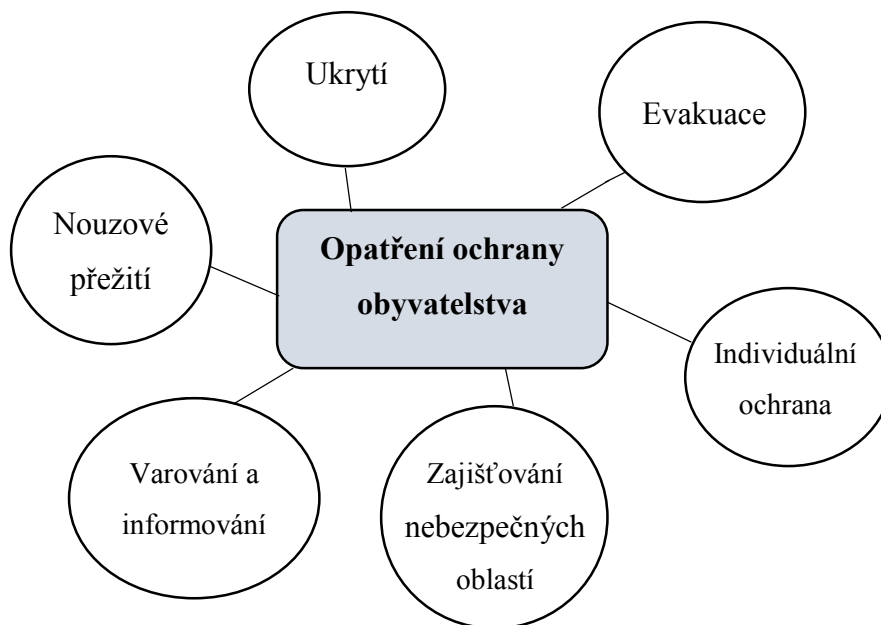 Ukrytí
Evakuace
Nouzové
přežití
Opatření ochrany
obyvatelstva
Individuální
ochrana
Varování a
informování
Zajišťování
nebezpečných
oblastí